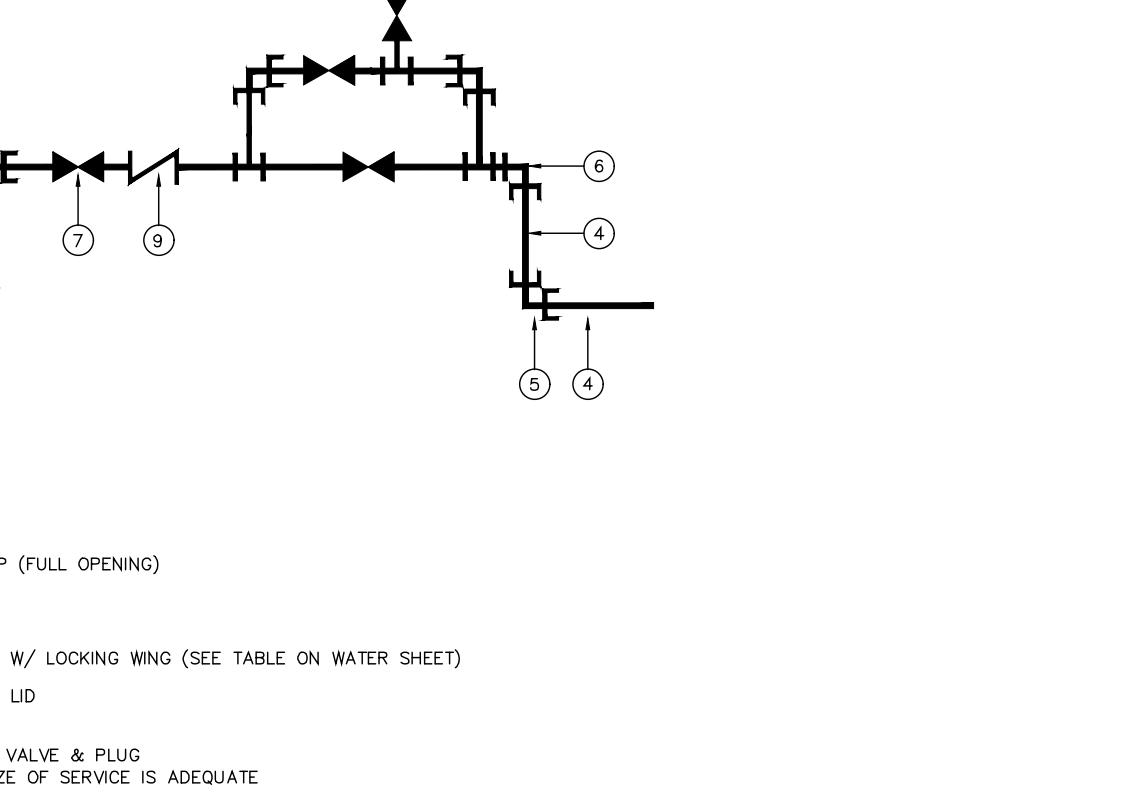 6
7
9
4
5
4
(FULL OPENING)
W/ LOCKING WING (SEE TABLE ON WATER SHEET)
LID
VALVE & PLUG
OF SERVICE IS ADEQUATE